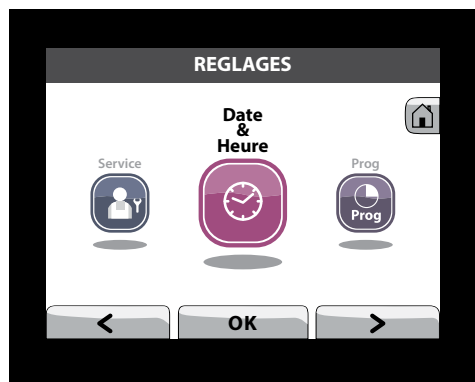 REGLAGES
Date
&
Heure
Service
Prog
Prog
<
OK
>